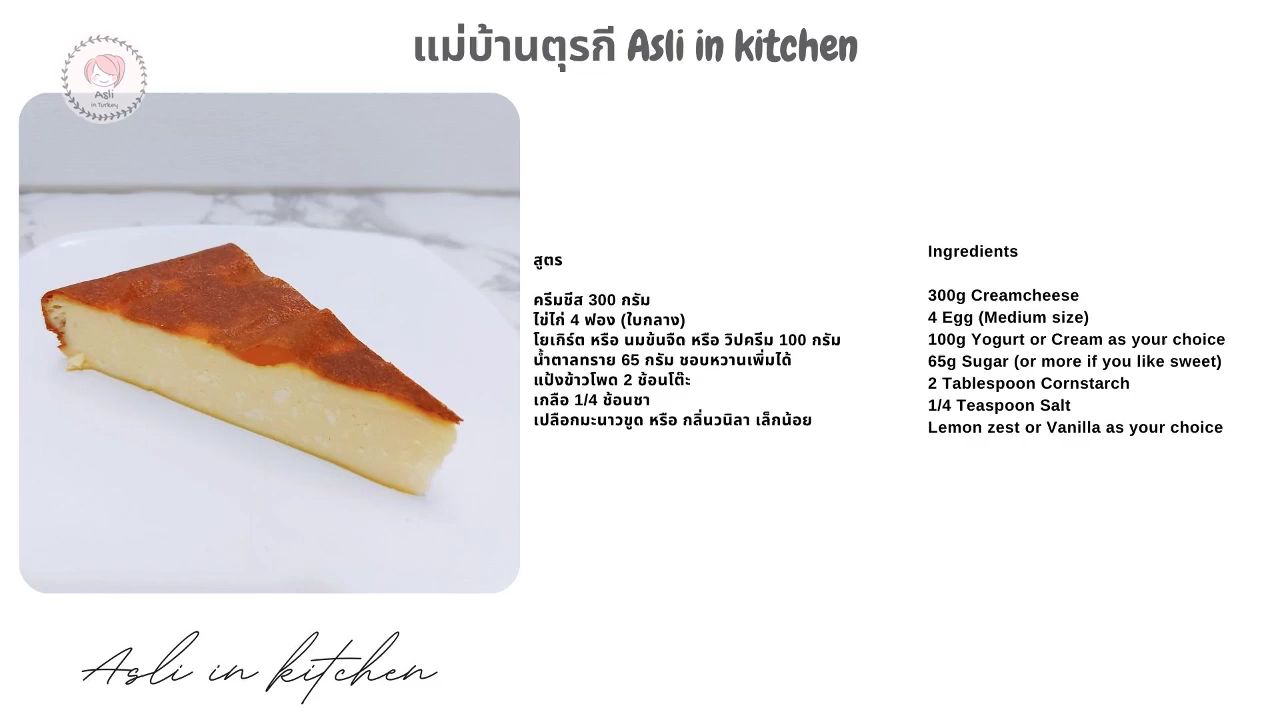 แม่บ้านตุรกี Asli in kitchen
Asli
in Turkey
สูตร
ครีมชีส 300 กรัม
ไข่ไก่ 4 ฟอง (ใบกลาง)
โยเกิร์ต หรือ นมข้นจืด หรือ วิปครีม 100 กรัม
น้ำตาลทราย 65 กรัม ชอบหวานเพิ่มได้
แป้งข้าวโพด 2 ช้อนโต๊ะ
เกลือ 1/4 ช้อนชา
เปลือกมะนาวขูด หรือ กลิ่นวนิลา เล็กน้อย
Ingredients
300g Creamcheese
4 Egg (Medium size)
100g Yogurt or Cream as your choice
65g Sugar (or more if you like sweet)
2 Tablespoon Cornstarch
1/4 Teaspoon Salt
Lemon zest or Vanilla as your choice
Asli in kitchen